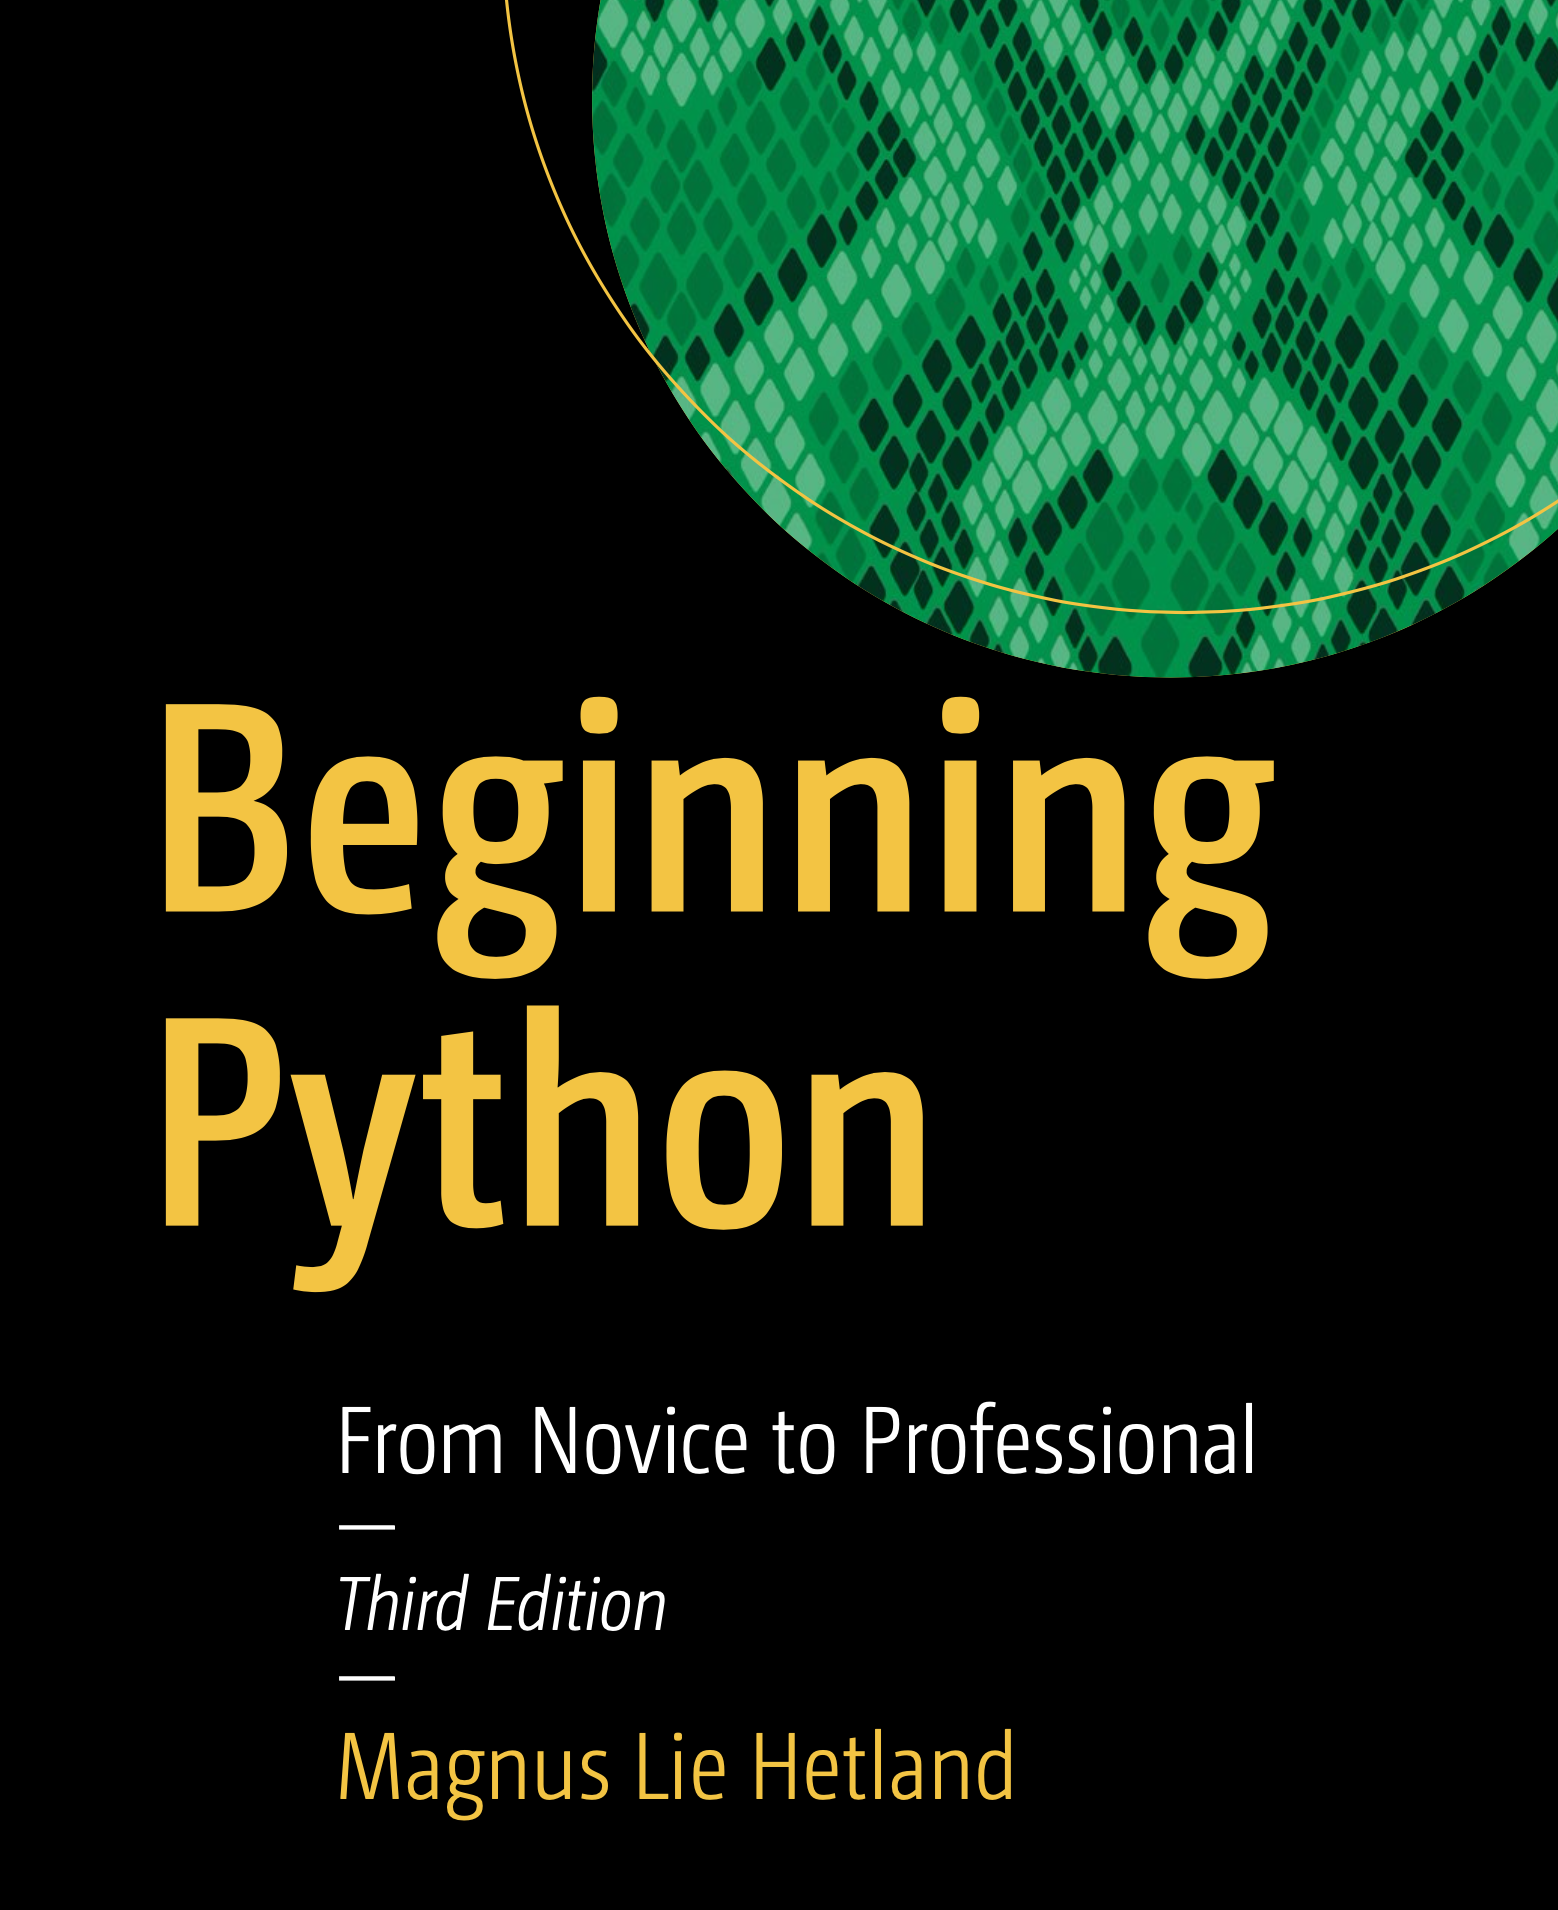 Beginning
Python
From Novice to Professional
—
Third Edition
—
Magnus Lie Hetland